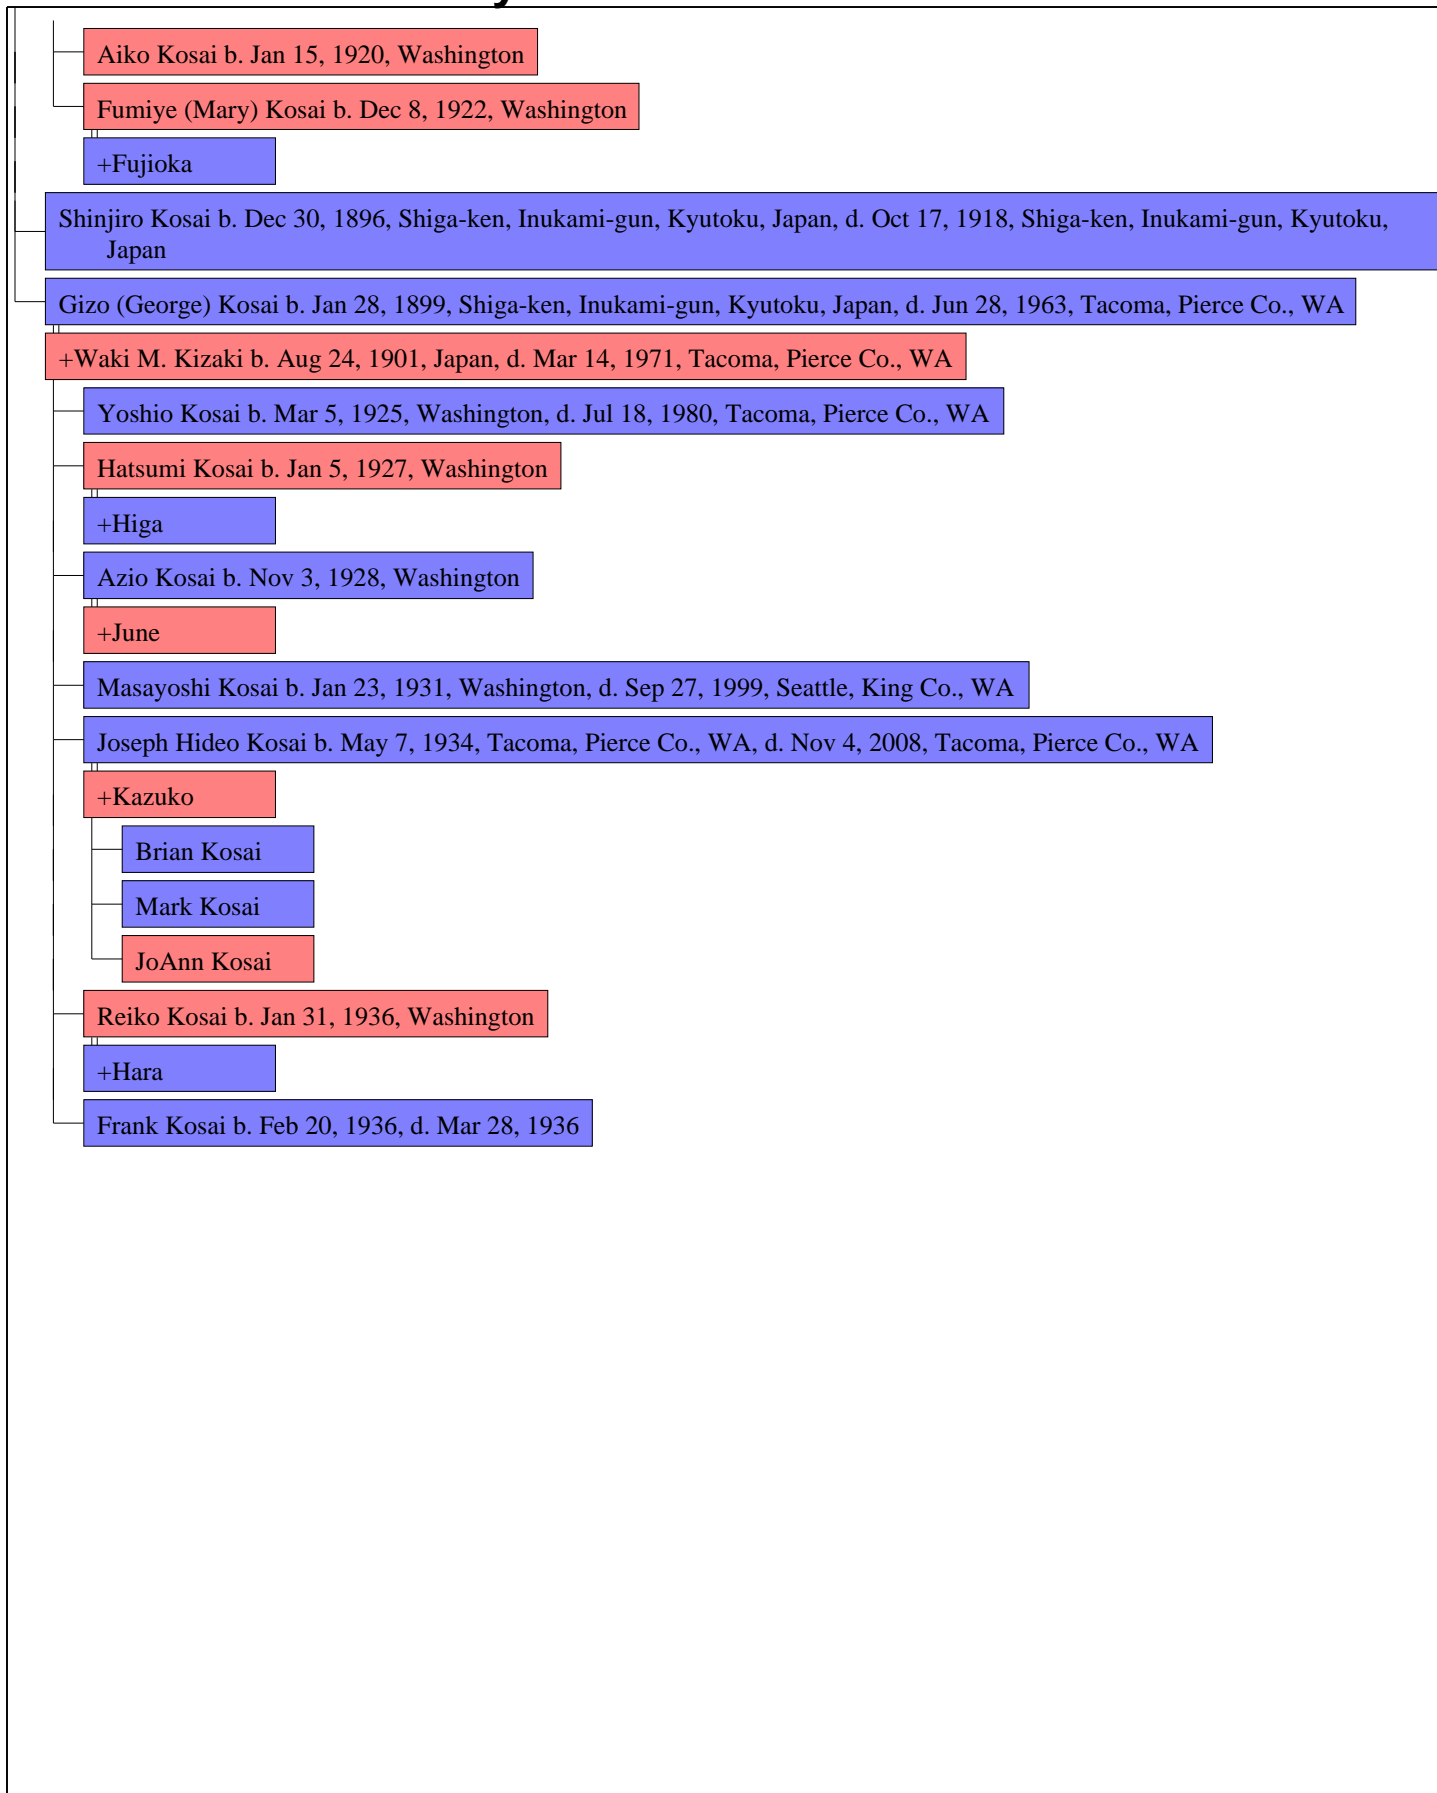 Aiko Kosai b. Jan 15, 1920, Washington
Fumiye (Mary) Kosai b. Dec 8, 1922, Washington
+Fujioka
Shinjiro Kosai b. Dec 30, 1896, Shiga-ken, Inukami-gun, Kyutoku, Japan, d. Oct 17, 1918, Shiga-ken, Inukami-gun, Kyutoku,
Japan
Gizo (George) Kosai b. Jan 28, 1899, Shiga-ken, Inukami-gun, Kyutoku, Japan, d. Jun 28, 1963, Tacoma, Pierce Co., WA
+Waki M. Kizaki b. Aug 24, 1901, Japan, d. Mar 14, 1971, Tacoma, Pierce Co., WA
Yoshio Kosai b. Mar 5, 1925, Washington, d. Jul 18, 1980, Tacoma, Pierce Co., WA
Hatsumi Kosai b. Jan 5, 1927, Washington
+Higa
Azio Kosai b. Nov 3, 1928, Washington
+June
Masayoshi Kosai b. Jan 23, 1931, Washington, d. Sep 27, 1999, Seattle, King Co., WA
Joseph Hideo Kosai b. May 7, 1934, Tacoma, Pierce Co., WA, d. Nov 4, 2008, Tacoma, Pierce Co., WA
+Kazuko
Brian Kosai
Mark Kosai
JoAnn Kosai
Reiko Kosai b. Jan 31, 1936, Washington
+Hara
Frank Kosai b. Feb 20, 1936, d. Mar 28, 1936